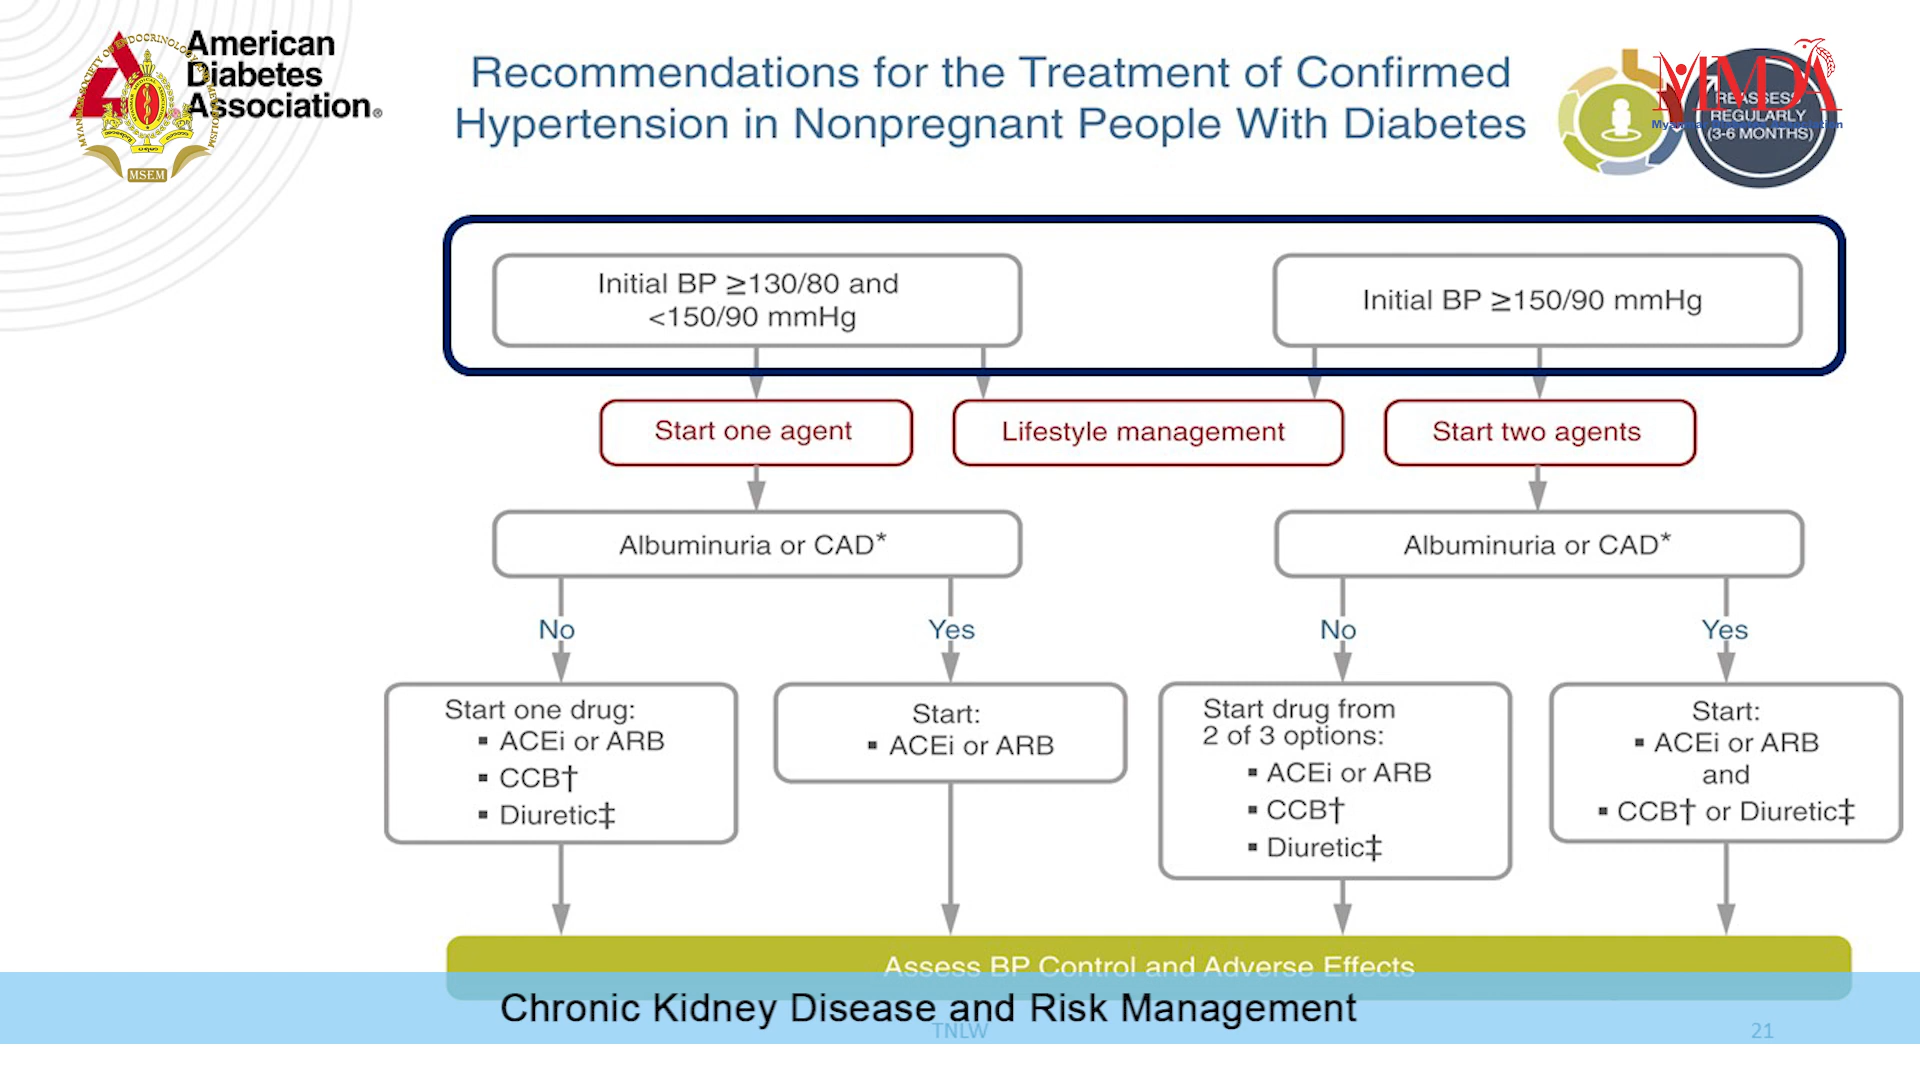 American
Diabetes
Association®
MSEM
Recommendations for the Treatment of Confirmed
Hypertension in Nonpregnant People With Diabetes
MMDA
REASSESS
REGULARLY
(3-6 MONTHS)
Initial BP ≥130/80 and
<150/90 mmHg
Initial BP ≥150/90 mmHg
Start one agent
Lifestyle management
Start two agents
Albuminuria or CAD*
Albuminuria or CAD*
No
Yes
No
Yes
Start one drug:
▪ ACEi or ARB
▪ CCB†
▪ Diuretic‡
Start:
▪ ACEi or ARB
Start drug from
2 of 3 options:
▪ ACEi or ARB
▪ CCB†
▪ Diuretic‡
Start:
▪ ACEi or ARB
and
▪ CCB† or Diuretic‡
Assess BP Control and Adverse Effects
Chronic Kidney Disease and Risk Management
TNLW
21